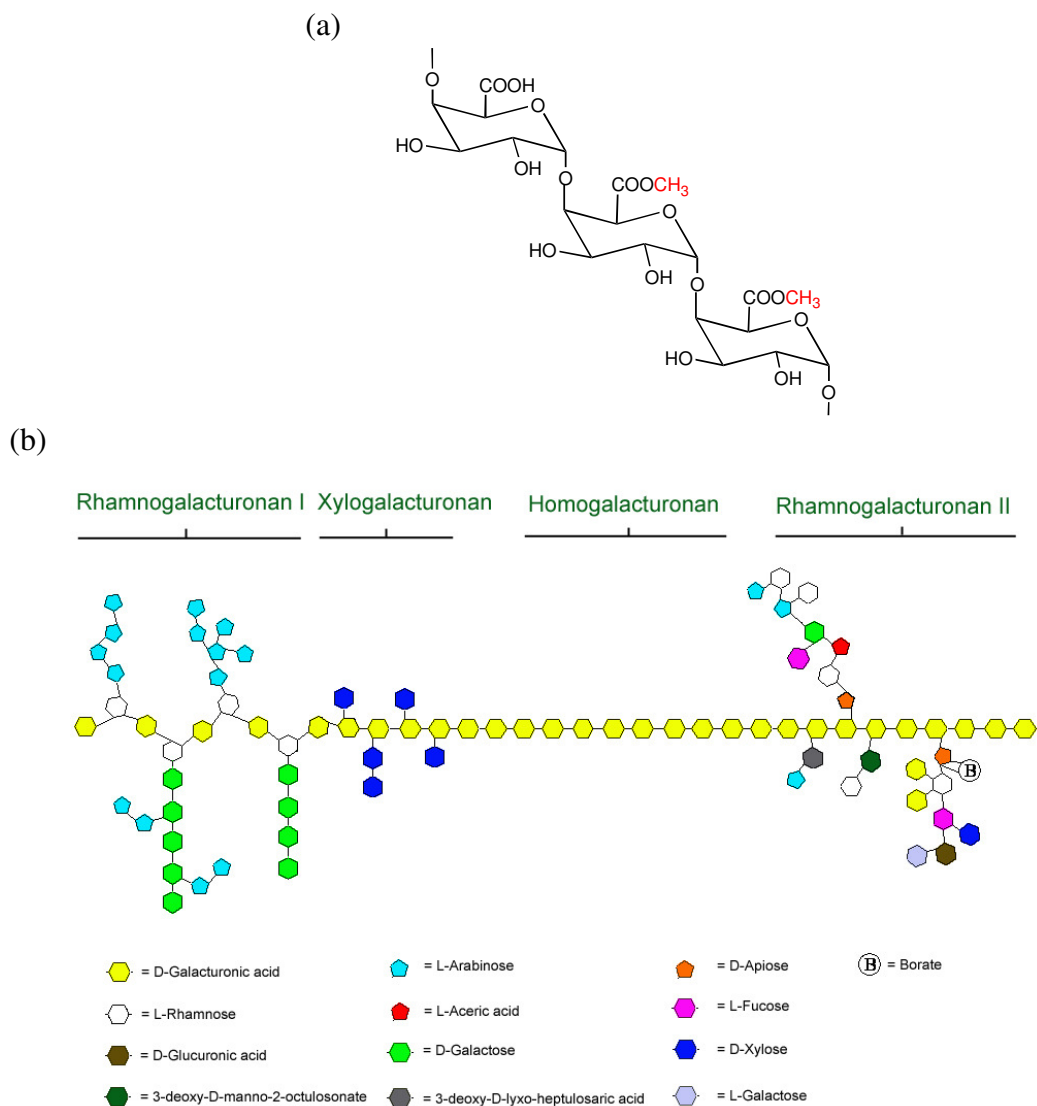 (a)
COOH
O
O
HO
OH
O
COOCH3
O
HO
OH
O
COOCH3
O
HO
OH
O
(b)
Rhamnogalacturonan I
Xylogalacturonan
Homogalacturonan
Rhamnogalacturonan II
B
= D-Galacturonic acid
= L-Arabinose
= D-Apiose
B = Borate
= L-Rhamnose
= L-Aceric acid
= L-Fucose
= D-Glucuronic acid
= D-Galactose
= D-Xylose
= 3-deoxy-D-manno-2-octulosonate
= 3-deoxy-D-lyxo-heptulosaric acid
= L-Galactose